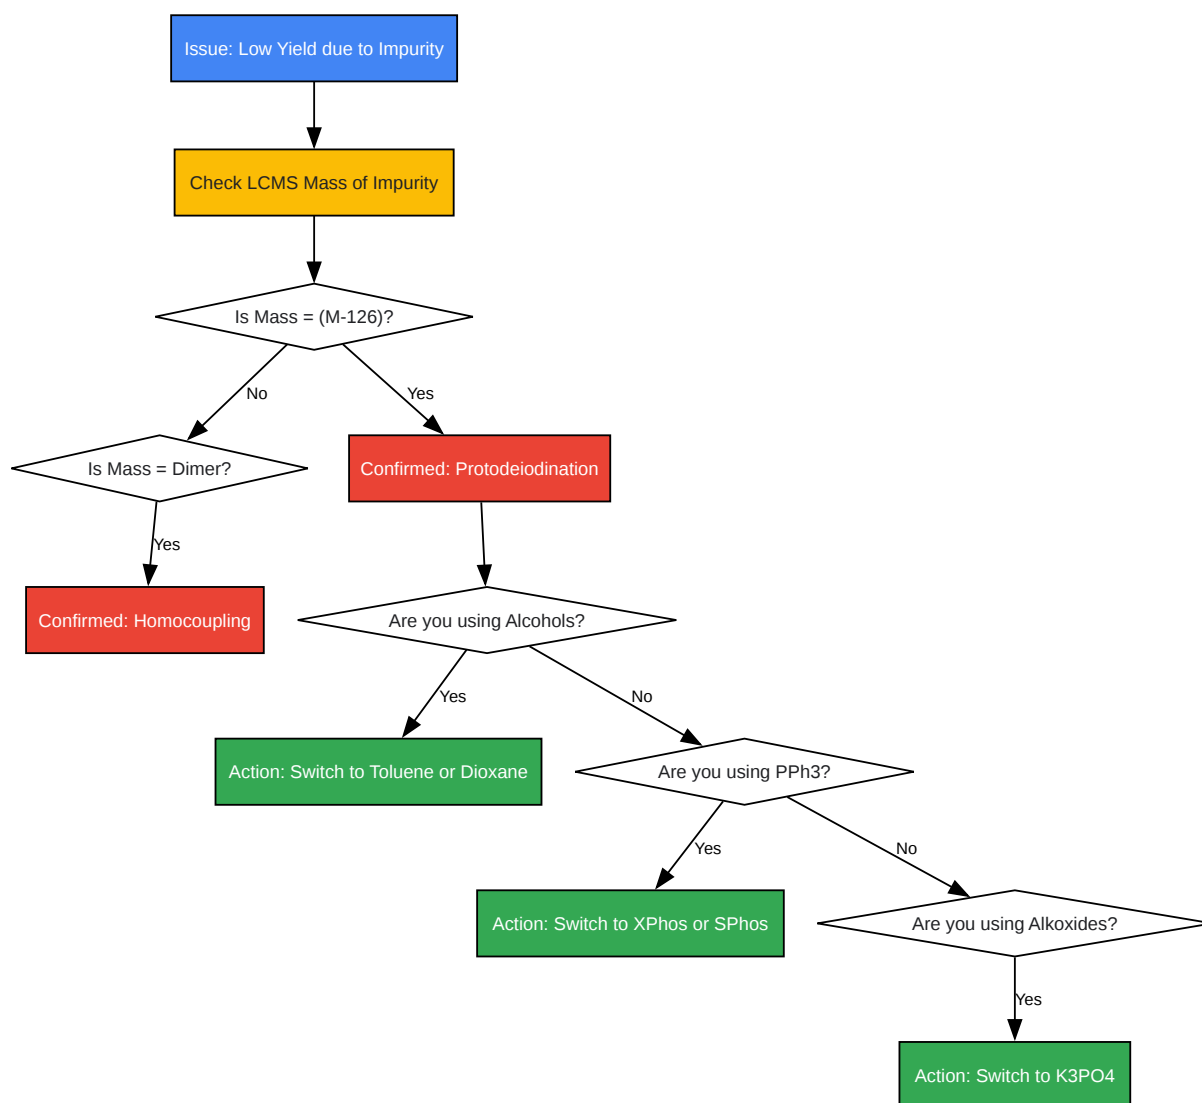 Issue: Low Yield due to Impurity
Check LCMS Mass of Impurity
Is Mass = (M-126)?
No
Yes
Is Mass = Dimer?
Confirmed: Protodeiodination
Yes
Confirmed: Homocoupling
Are you using Alcohols?
Yes
No
Action: Switch to Toluene or Dioxane
Are you using PPh3?
Yes
No
Action: Switch to XPhos or SPhos
Are you using Alkoxides?
Yes
Action: Switch to K3PO4